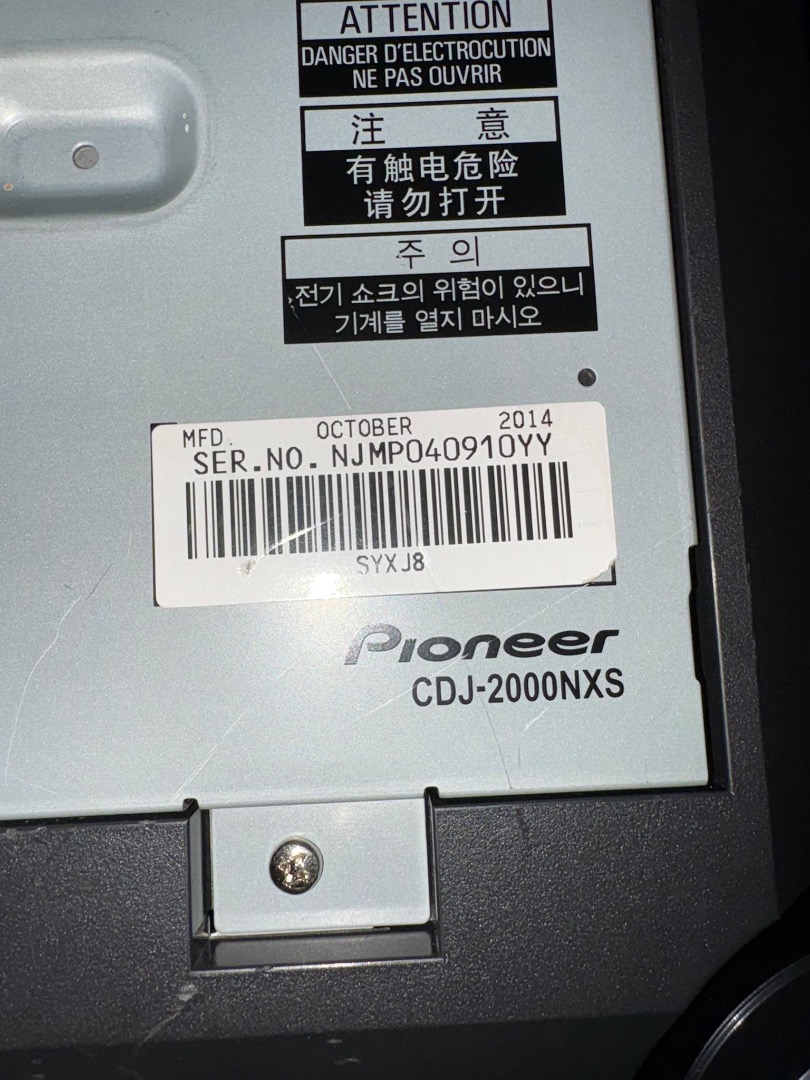 ATTENTION
DANGER D'ELECTROCUTION
NE PAS OUVRIR
注 意
有触电危险
请勿打开
주 의
전기 쇼크의 위험이 있으니
기계를 열지 마시오
MFD. OCTOBER 2014
SER.NO. NJMP040910YY
SYXJ8
Pioneer
CDJ-2000NXS